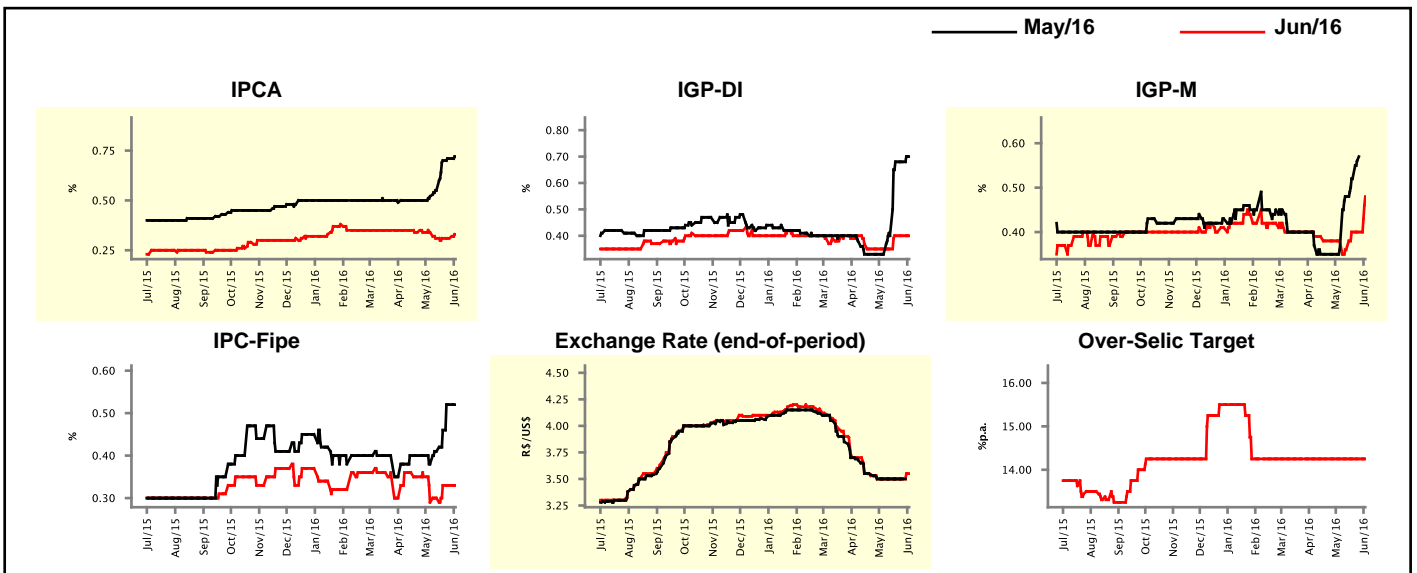 May/16 Jun/16
IPCA IGP-DI IGP-M
0.75
0.50
0.25
%
Jul/15 Aug/15 Sep/15 Oct/15 Nov/15 Dec/15 Jan/16 Feb/16 Mar/16 Apr/16 May/16 Jun/16
0.80
0.70
0.60
0.50
0.40
%
Jul/15 Aug/15 Sep/15 Oct/15 Nov/15 Dec/15 Jan/16 Feb/16 Mar/16 Apr/16 May/16 Jun/16
0.60
0.50
0.40
%
Jul/15 Aug/15 Sep/15 Oct/15 Nov/15 Dec/15 Jan/16 Feb/16 Mar/16 Apr/16 May/16 Jun/16
IPC-Fipe Exchange Rate (end-of-period) Over-Selic Target
0.60
0.50
0.40
0.30
%
Jul/15 Aug/15 Sep/15 Oct/15 Nov/15 Dec/15 Jan/16 Feb/16 Mar/16 Apr/16 May/16 Jun/16
4.50
4.25
4.00
3.75
3.50
3.25
R$/US$
Jul/15 Aug/15 Sep/15 Oct/15 Nov/15 Dec/15 Jan/16 Feb/16 Mar/16 Apr/16 May/16 Jun/16
16.00
15.00
14.00
%p.a.
Jul/15 Aug/15 Sep/15 Oct/15 Nov/15 Dec/15 Jan/16 Feb/16 Mar/16 Apr/16 May/16 Jun/16